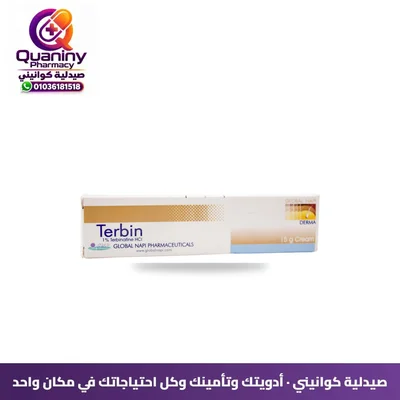 Quaniny
Pharmacy
صيدلية كوانيني
01036181518
Terbin
1% Terbinafine HCl
GLOBAL NAPI PHARMACEUTICALS
DERMA
15 g Cream
صيدلية كوانيني - أدويتك وتأمينك وكل احتياجاتك في مكان واحد